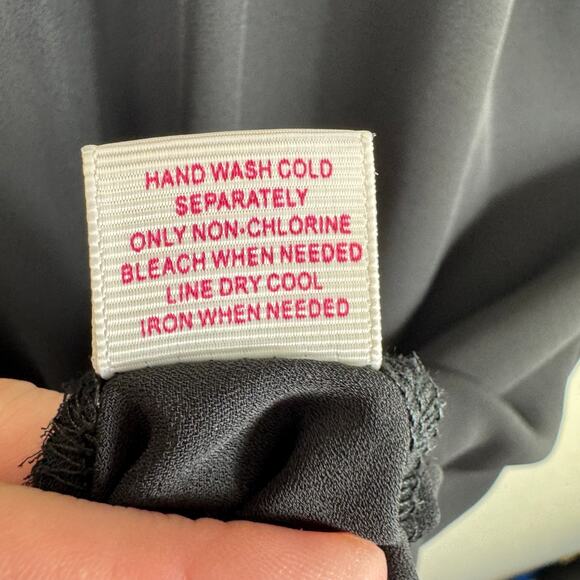 HAND WASH COLD
SEPARATELY
ONLY NON-CHLORINE
BLEACH WHEN NEEDED
LINE DRY COOL
IRON WHEN NEEDED